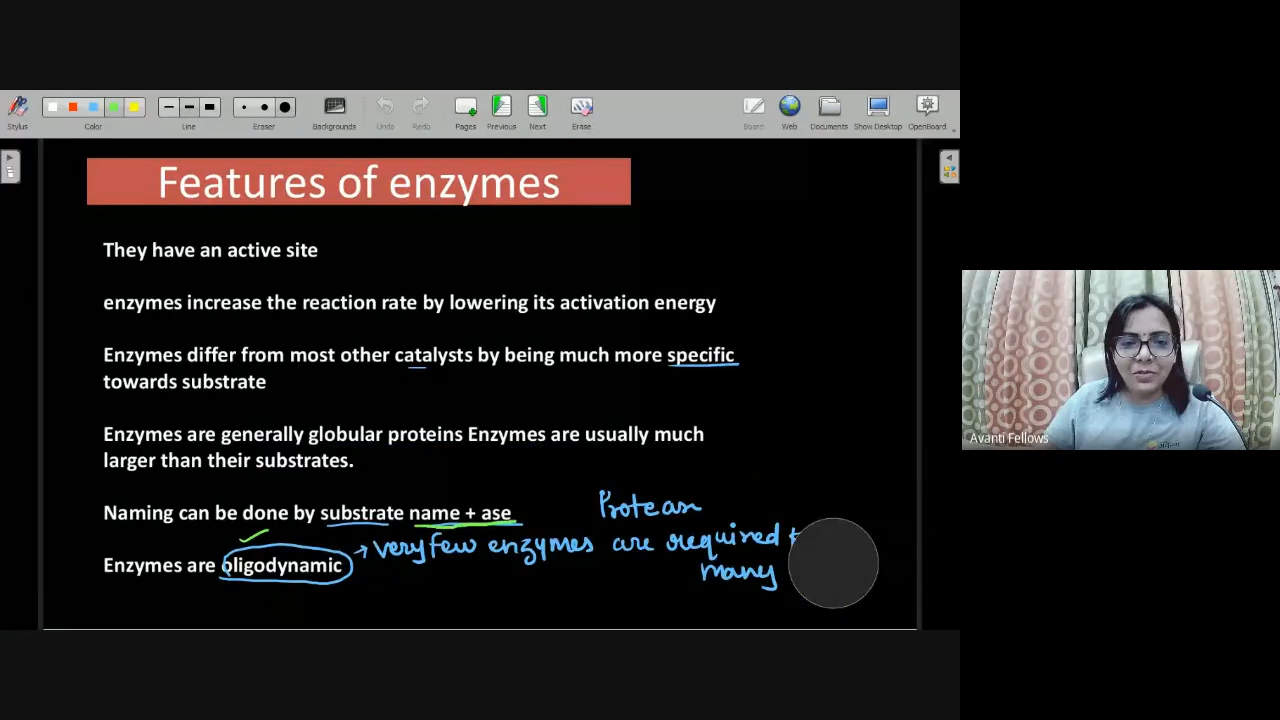 Stylus
Color
Line
Eraser
Backgrounds
Undo
Redo
Pages
Previous
Next
Erase
Board
Web
Documents
Show Desktop
OpenBoard
Features of enzymes
They have an active site
enzymes increase the reaction rate by lowering its activation energy
Enzymes differ from most other catalysts by being much more specific
towards substrate
Enzymes are generally globular proteins Enzymes are usually much
larger than their substrates.
Naming can be done by substrate name + ase
Protease
Enzymes are oligodynamic → very few enzymes are required
many
Avanti Fellows